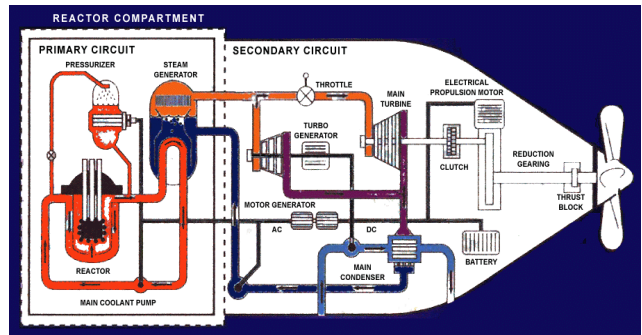 REACTOR COMPARTMENT
PRIMARY CIRCUIT
SECONDARY CIRCUIT
PRESSURIZER
STEAM
GENERATOR
THROTTLE
MAIN
TURBINE
ELECTRICAL
PROPULSION MOTOR
TURBO
GENERATOR
CLUTCH
REDUCTION
GEARING
THRUST
BLOCK
MOTOR GENERATOR
AC
DC
REACTOR
MAIN
CONDENSER
BATTERY
MAIN COOLANT PUMP